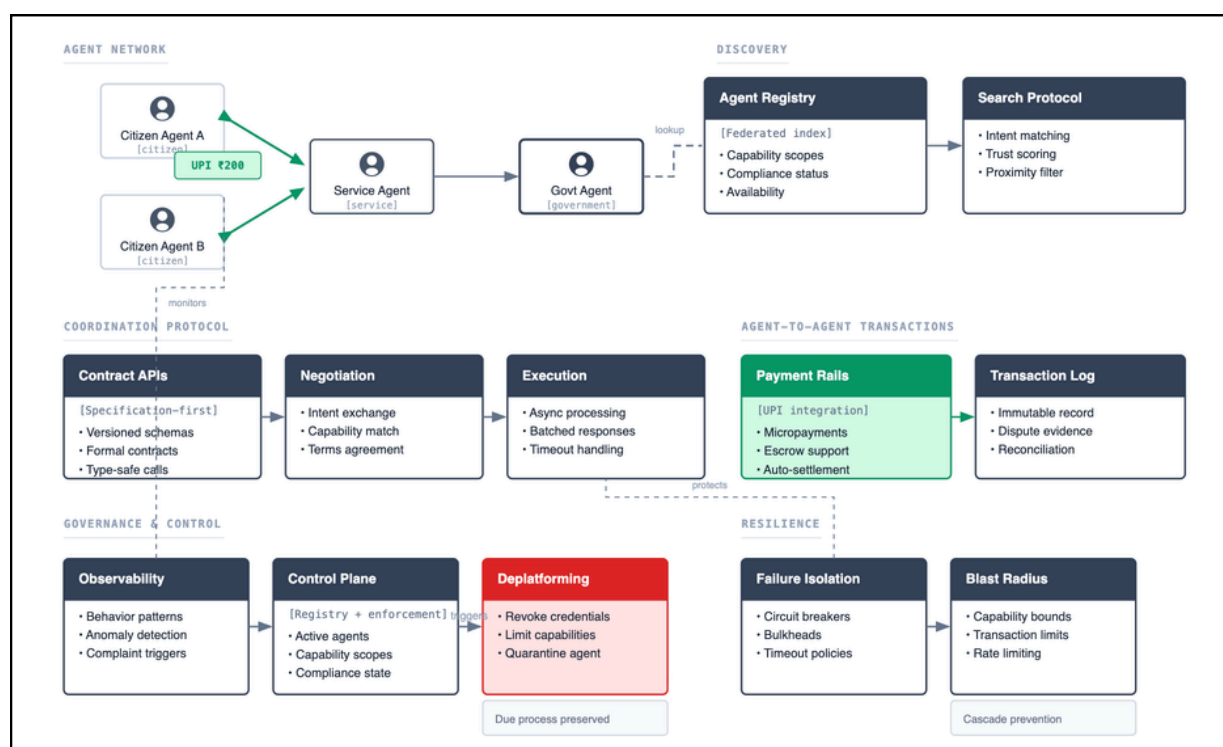 AGENT NETWORK
DISCOVERY
Citizen Agent A
[citizen]
UPI ₹200
Citizen Agent B
[citizen]
Service Agent
[service]
Govt Agent
[government]
lookup
Agent Registry
[Federated index]
• Capability scopes
• Compliance status
• Availability
Search Protocol
• Intent matching
• Trust scoring
• Proximity filter
monitors
COORDINATION PROTOCOL
AGENT-TO-AGENT TRANSACTIONS
Contract APIs
[Specification-first]
• Versioned schemas
• Formal contracts
• Type-safe calls
Negotiation
• Intent exchange
• Capability match
• Terms agreement
Execution
• Async processing
• Batched responses
• Timeout handling
Payment Rails
[UPI integration]
• Micropayments
• Escrow support
• Auto-settlement
Transaction Log
• Immutable record
• Dispute evidence
• Reconciliation
protects
GOVERNANCE & CONTROL
RESILIENCE
Observability
• Behavior patterns
• Anomaly detection
• Complaint triggers
Control Plane
[Registry + enforcement]
• Active agents
• Capability scopes
• Compliance state
triggers
Deplatforming
• Revoke credentials
• Limit capabilities
• Quarantine agent
Due process preserved
Failure Isolation
• Circuit breakers
• Bulkheads
• Timeout policies
Blast Radius
• Capability bounds
• Transaction limits
• Rate limiting
Cascade prevention